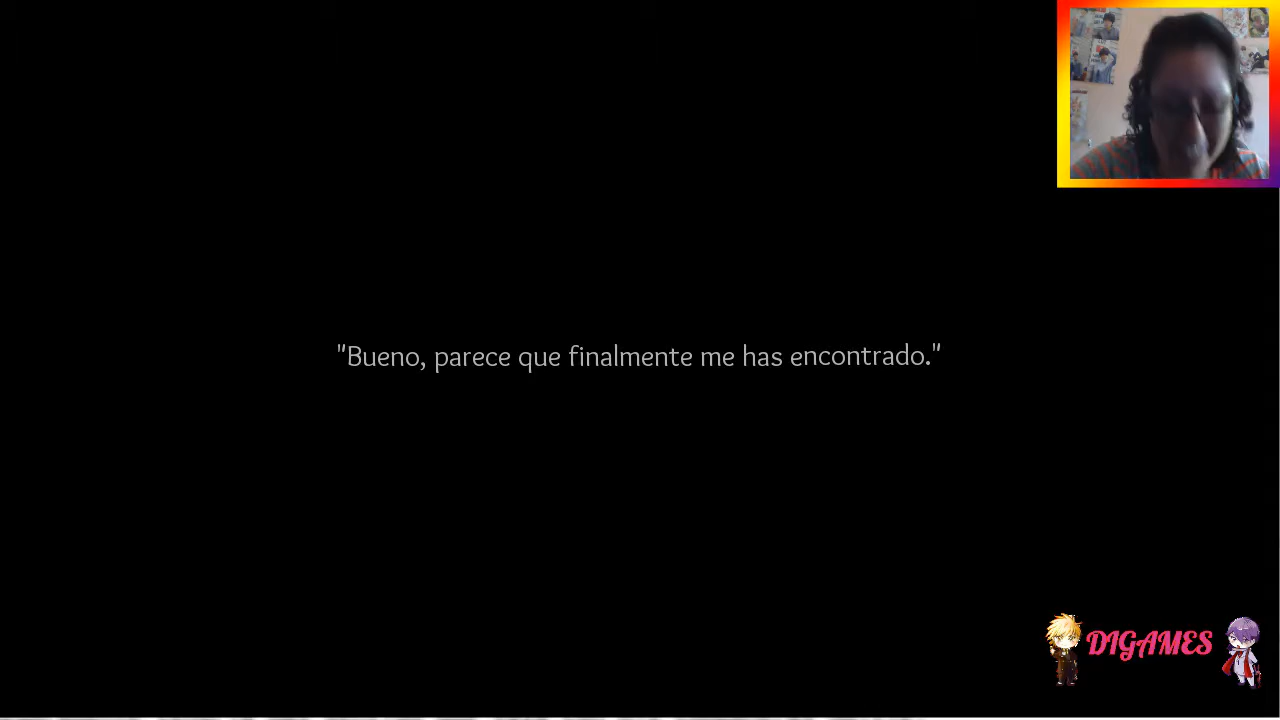 "Bueno, parece que finalmente me has encontrado."
DIGAMES